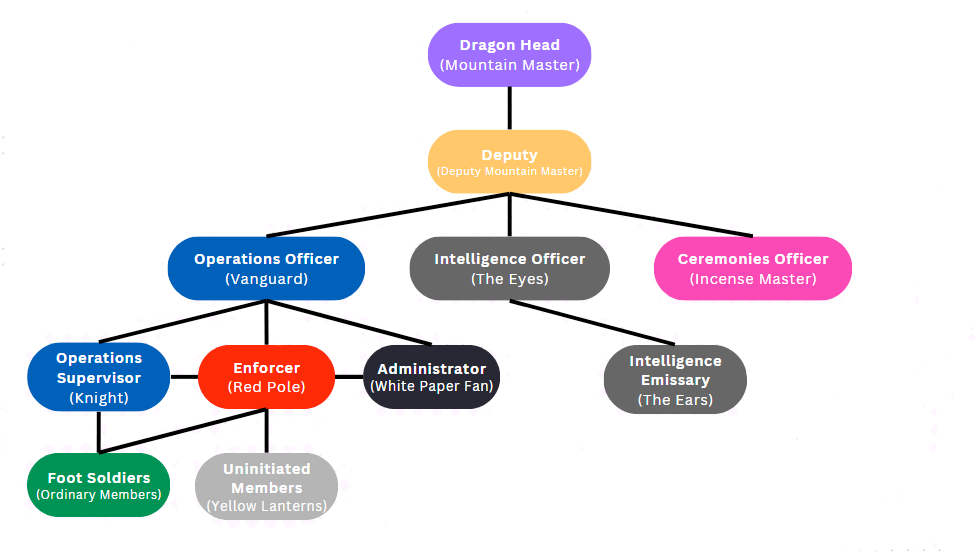 Dragon Head
(Mountain Master)
Deputy
(Deputy Mountain Master)
Operations Officer
(Vanguard)
Intelligence Officer
(The Eyes)
Ceremonies Officer
(Incense Master)
Operations
Supervisor
(Knight)
Enforcer
(Red Pole)
Administrator
(White Paper Fan)
Intelligence
Emissary
(The Ears)
Foot Soldiers
(Ordinary Members)
Uninitiated
Members
(Yellow Lanterns)